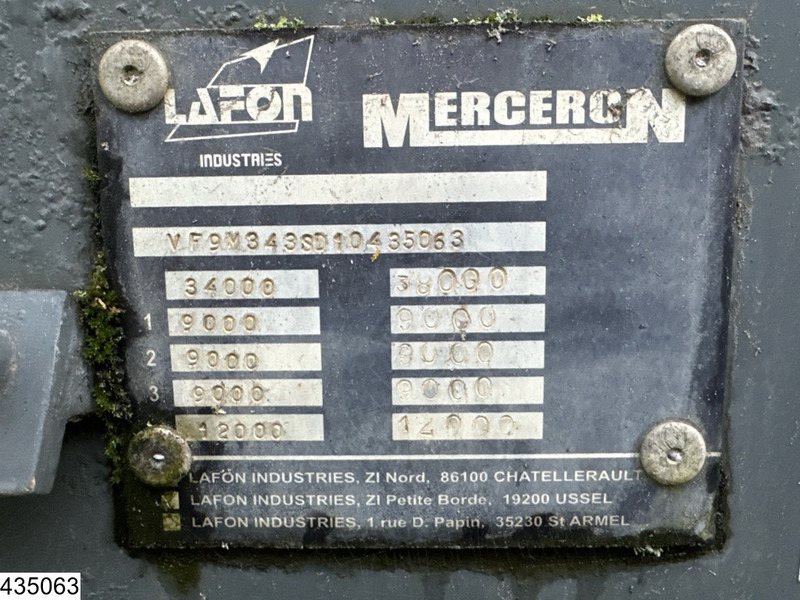 LAFON
INDUSTRIES
MERCERON
VF9M343SD10435063
34000 38000
1 9000 9000
2 9000 9000
3 9000 9000
12000 14000
LAFÖN INDUSTRIES, ZI Nord, 86100 CHATELLERAULT
LAFON INDUSTRIES, ZI Petite Borde, 19200 USSEL
LAFON INDUSTRIES, 1 rue D. Papin, 35230 St ARMEL
435063